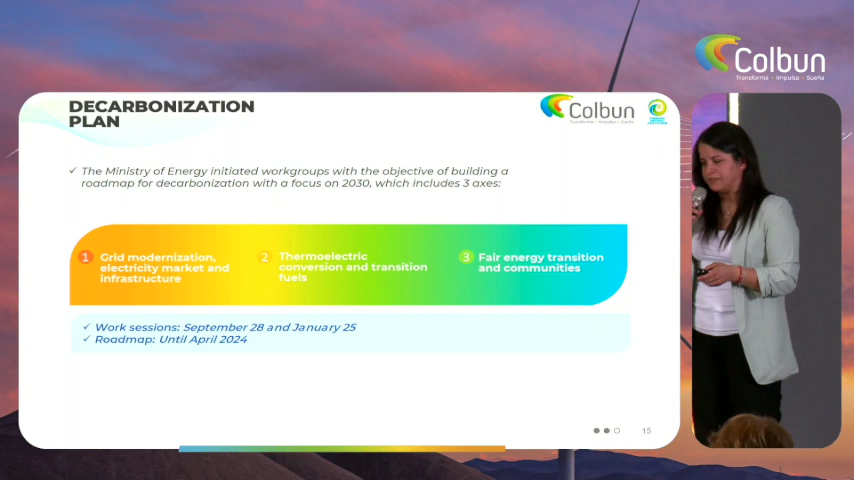 Colbun
Transforma · Impulsa · Sueña
DECARBONIZATION
PLAN
Colbun
Transforma · Impulsa · Sueña
✓ The Ministry of Energy initiated workgroups with the objective of building a
roadmap for decarbonization with a focus on 2030, which includes 3 axes:
1 Grid modernization,
electricity market and
infrastructure
2 Thermoelectric
conversion and transition
fuels
3 Fair energy transition
and communities
✓ Work sessions: September 28 and January 25
✓ Roadmap: Until April 2024
15